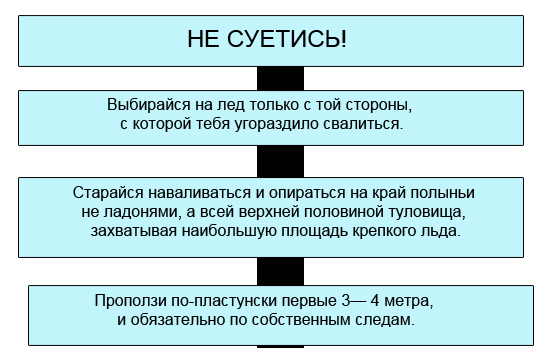 НЕ СУЕТИСЬ!
Выбирайся на лед только с той стороны,
с которой тебя угораздило свалиться.
Старайся наваливаться и опираться на край полыньи
не ладонями, а всей верхней половиной туловища,
захватывая наибольшую площадь крепкого льда.
Проползи по-пластунски первые 3— 4 метра,
и обязательно по собственным следам.